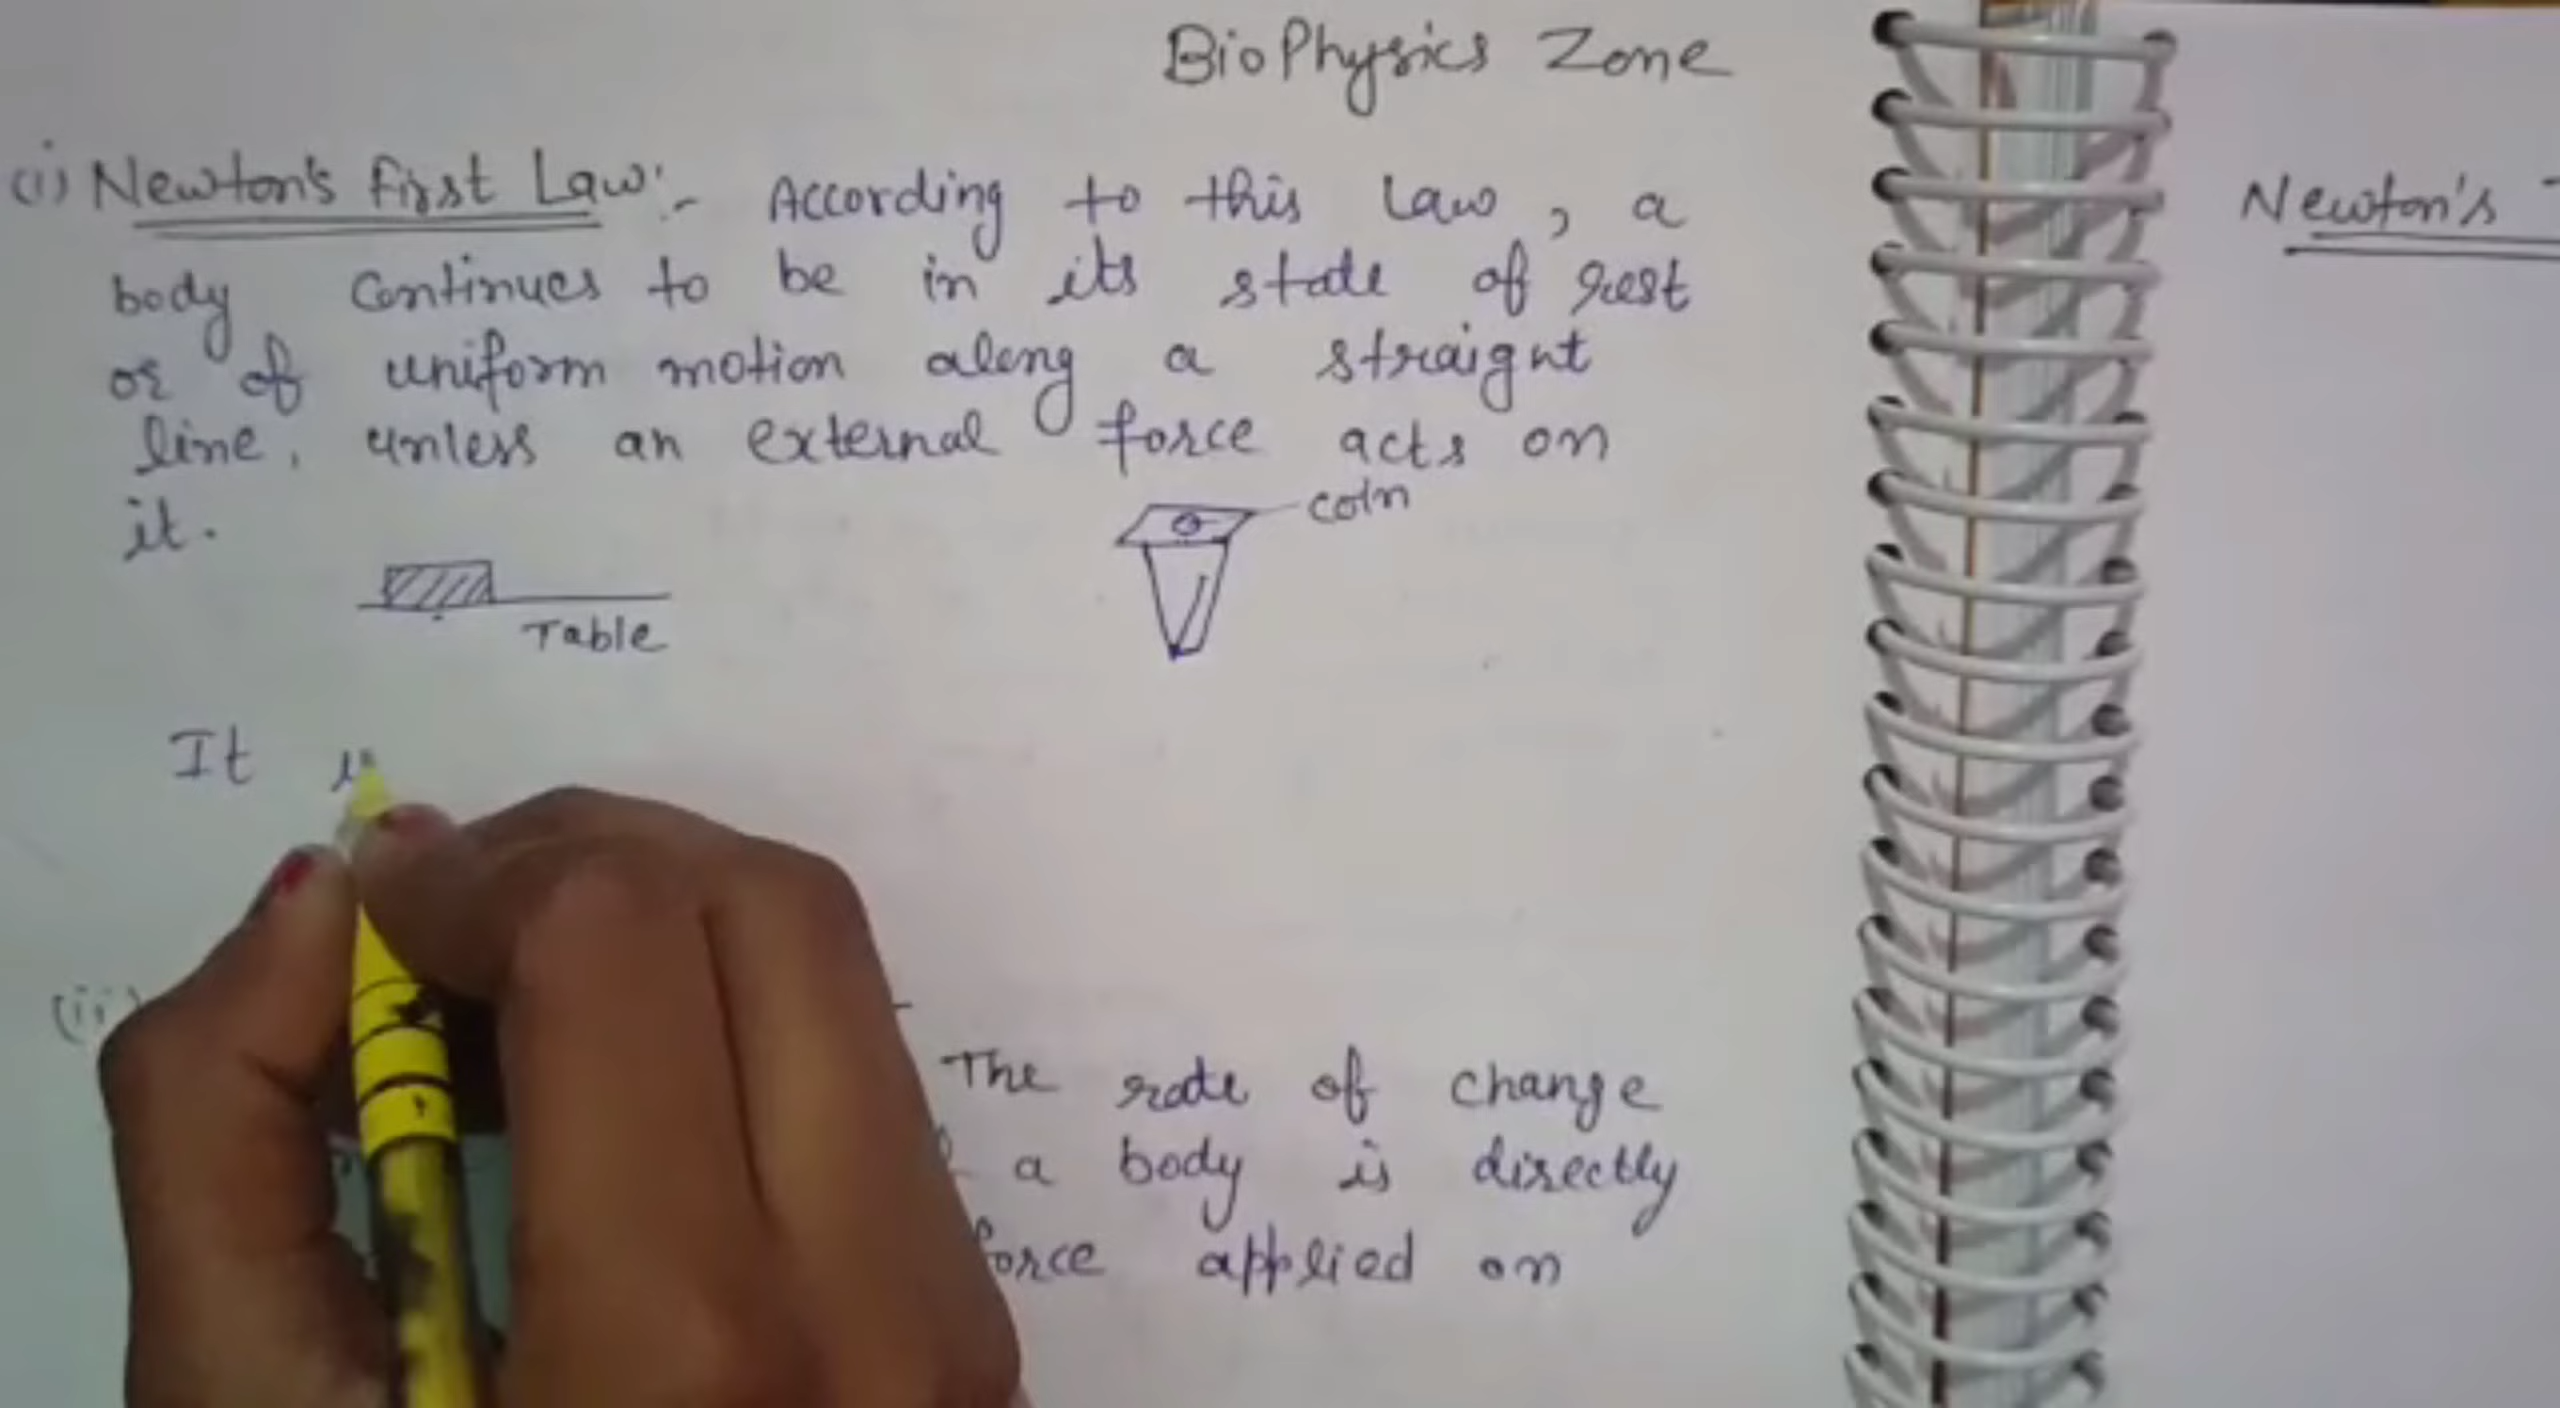 BioPhysics Zone
(i) Newton's first Law:- According to this Law, a
body continues to be in its state of rest
or of uniform motion along a straight
line, unless an external force acts on
it.
coin
Table
It
(ii)
The rate of change
a body is directly
force applied on
Newton's